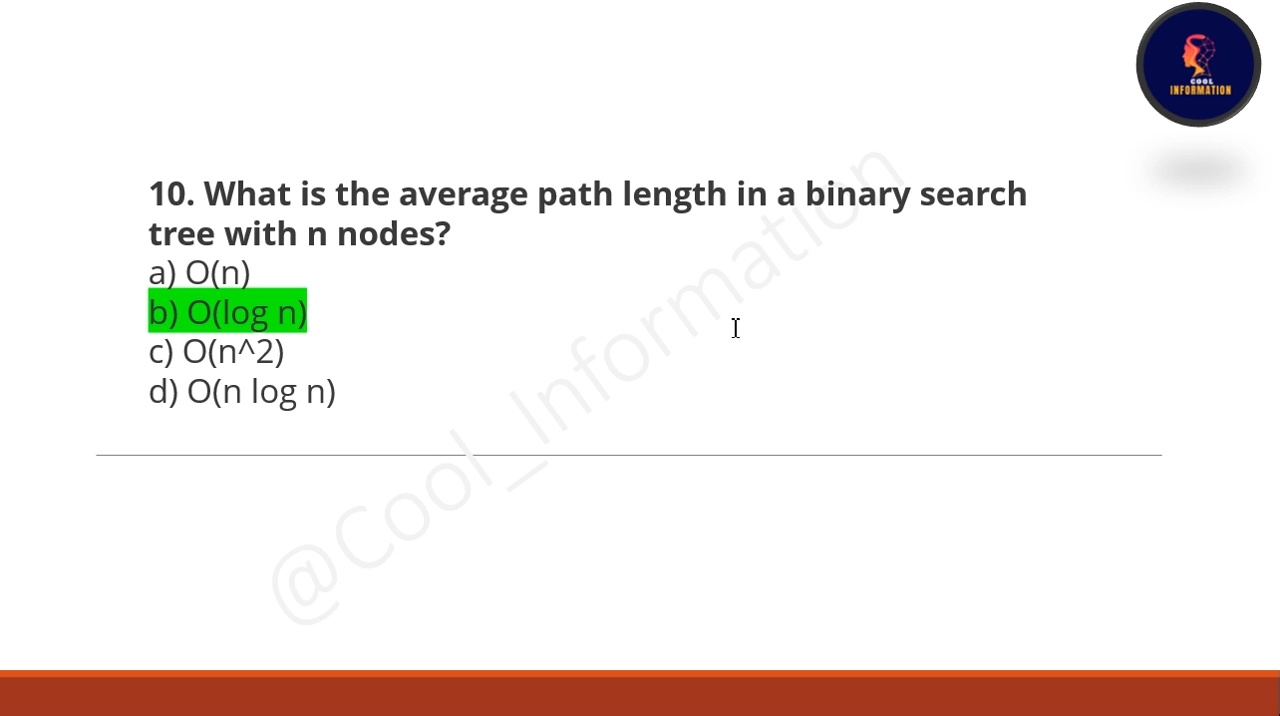 COOL
INFORMATION
10. What is the average path length in a binary search
tree with n nodes?
a) O(n)
b) O(log n)
c) O(n^2)
d) O(n log n)
@Cool_Information